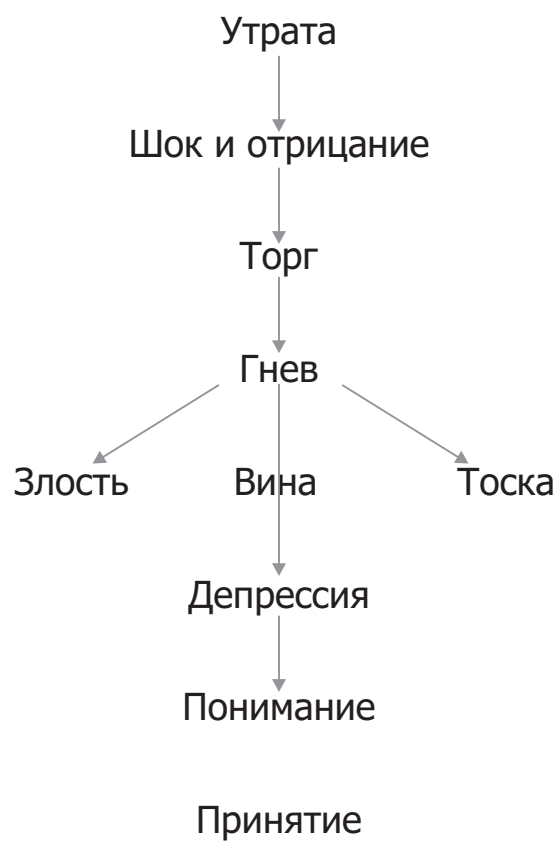 Утрата
Шок и отрицание
Торг
Гнев
Злость Вина Тоска
Депрессия
Понимание
Принятие